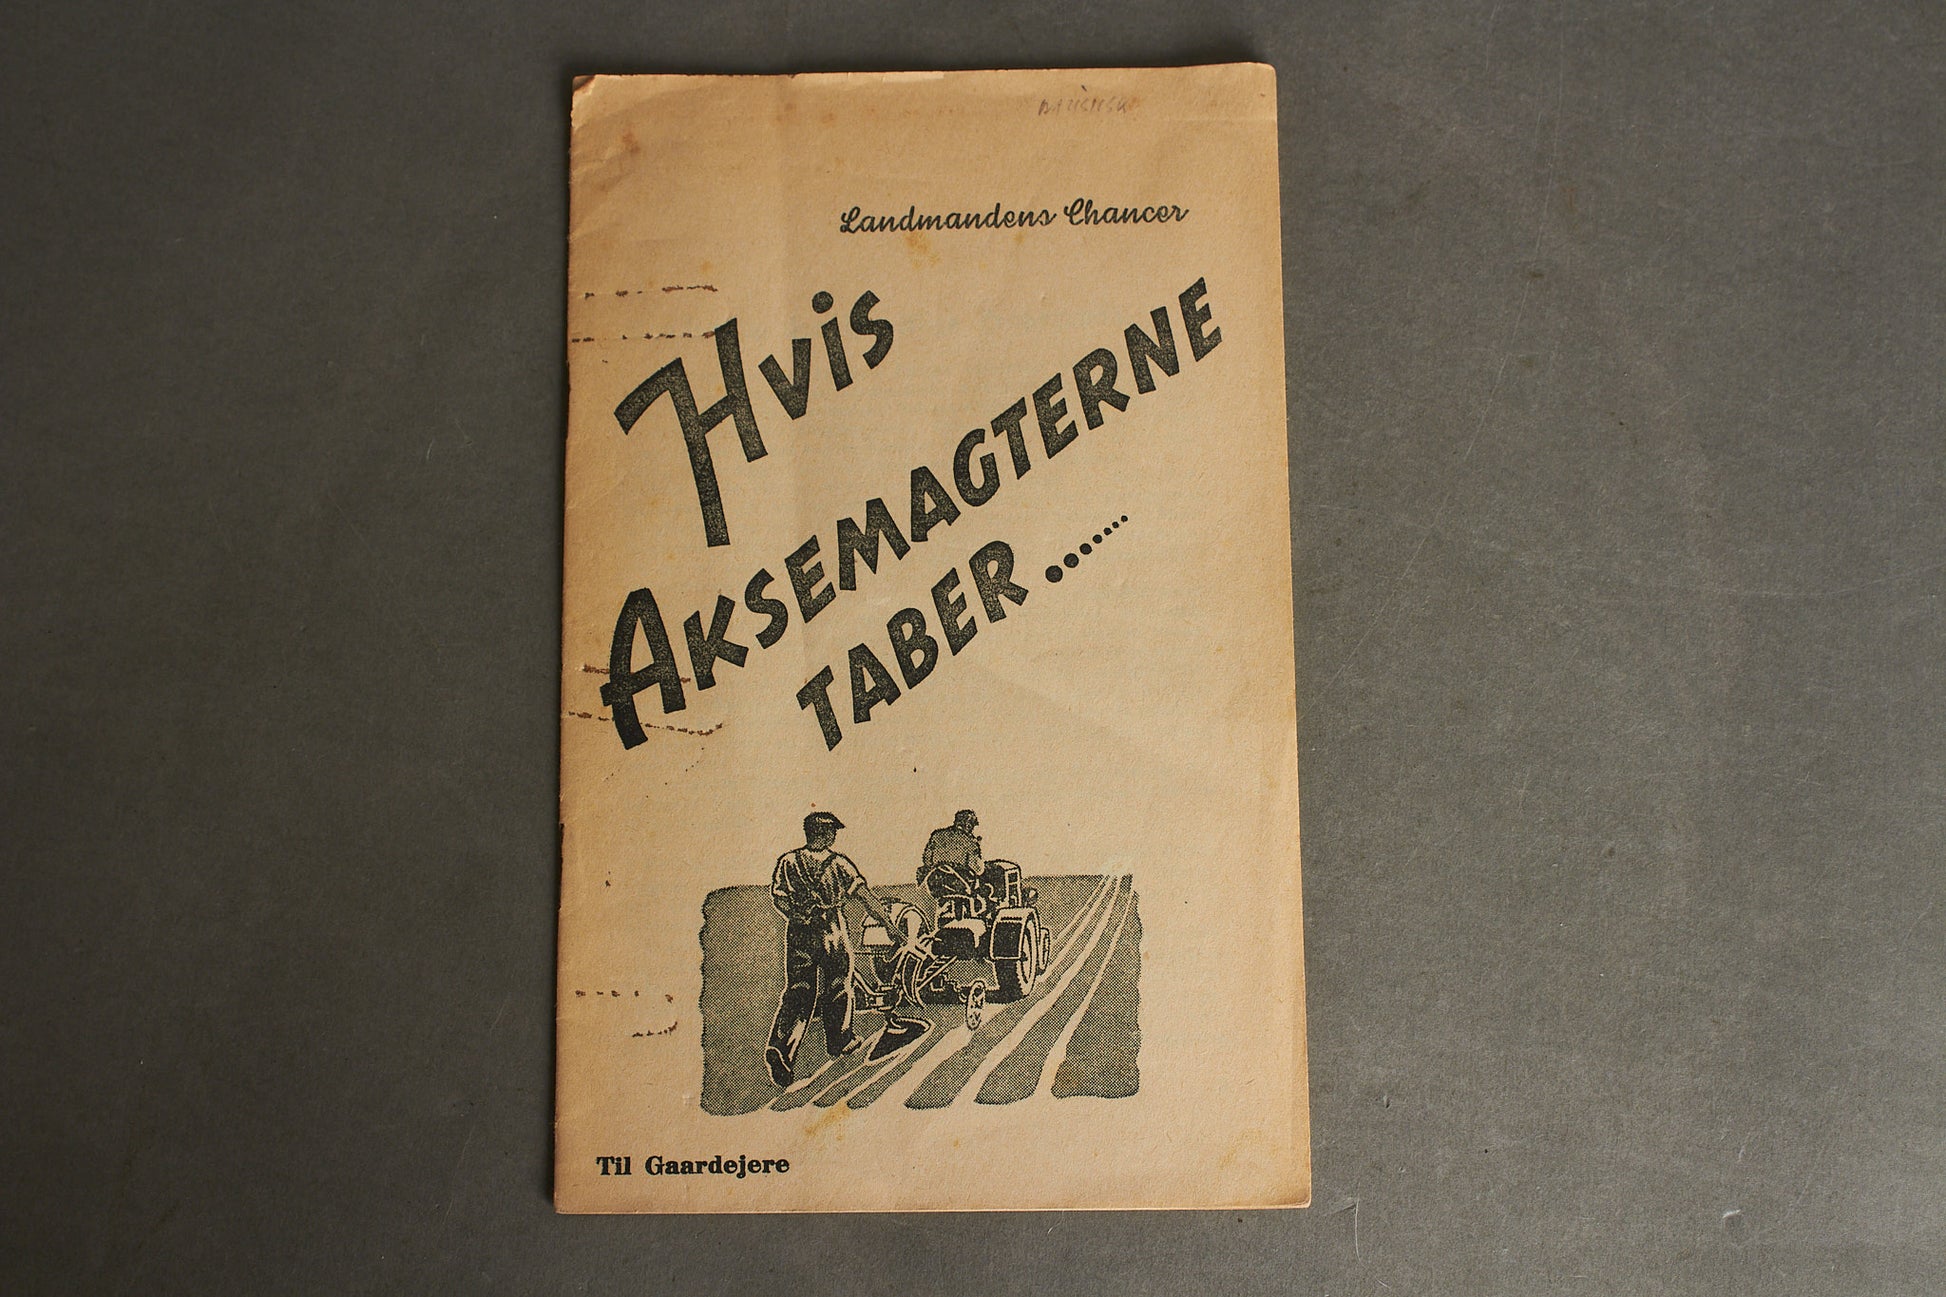 Landmandens Chancer
Hvis
AKSEMAGTERNE
TABER.......
Til Gaardejere